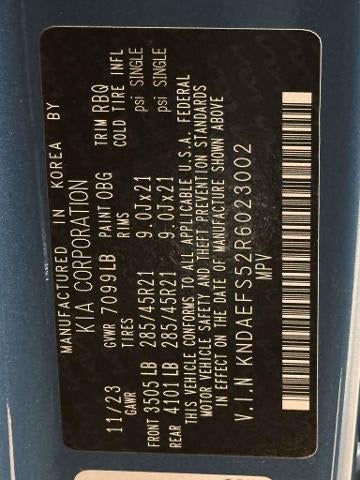 MANUFACTURED IN KOREA BY
KIA CORPORATION
11/23 GVWR 7099LB PAINT OBG TRIM RBQ
GAWR TIRES RIMS COLD TIRE INFL
FRONT 3505 LB 285/45R21 9.0Jx21 psi SINGLE
REAR 4101 LB 285/45R21 9.0Jx21 psi SINGLE
THIS VEHICLE CONFORMS TO ALL APPLICABLE U.S.A. FEDERAL
MOTOR VEHICLE SAFETY AND THEFT PREVENTION STANDARDS
IN EFFECT ON THE DATE OF MANUFACTURE SHOWN ABOVE
V.I.N KNDAEFS52R6023002
MPV